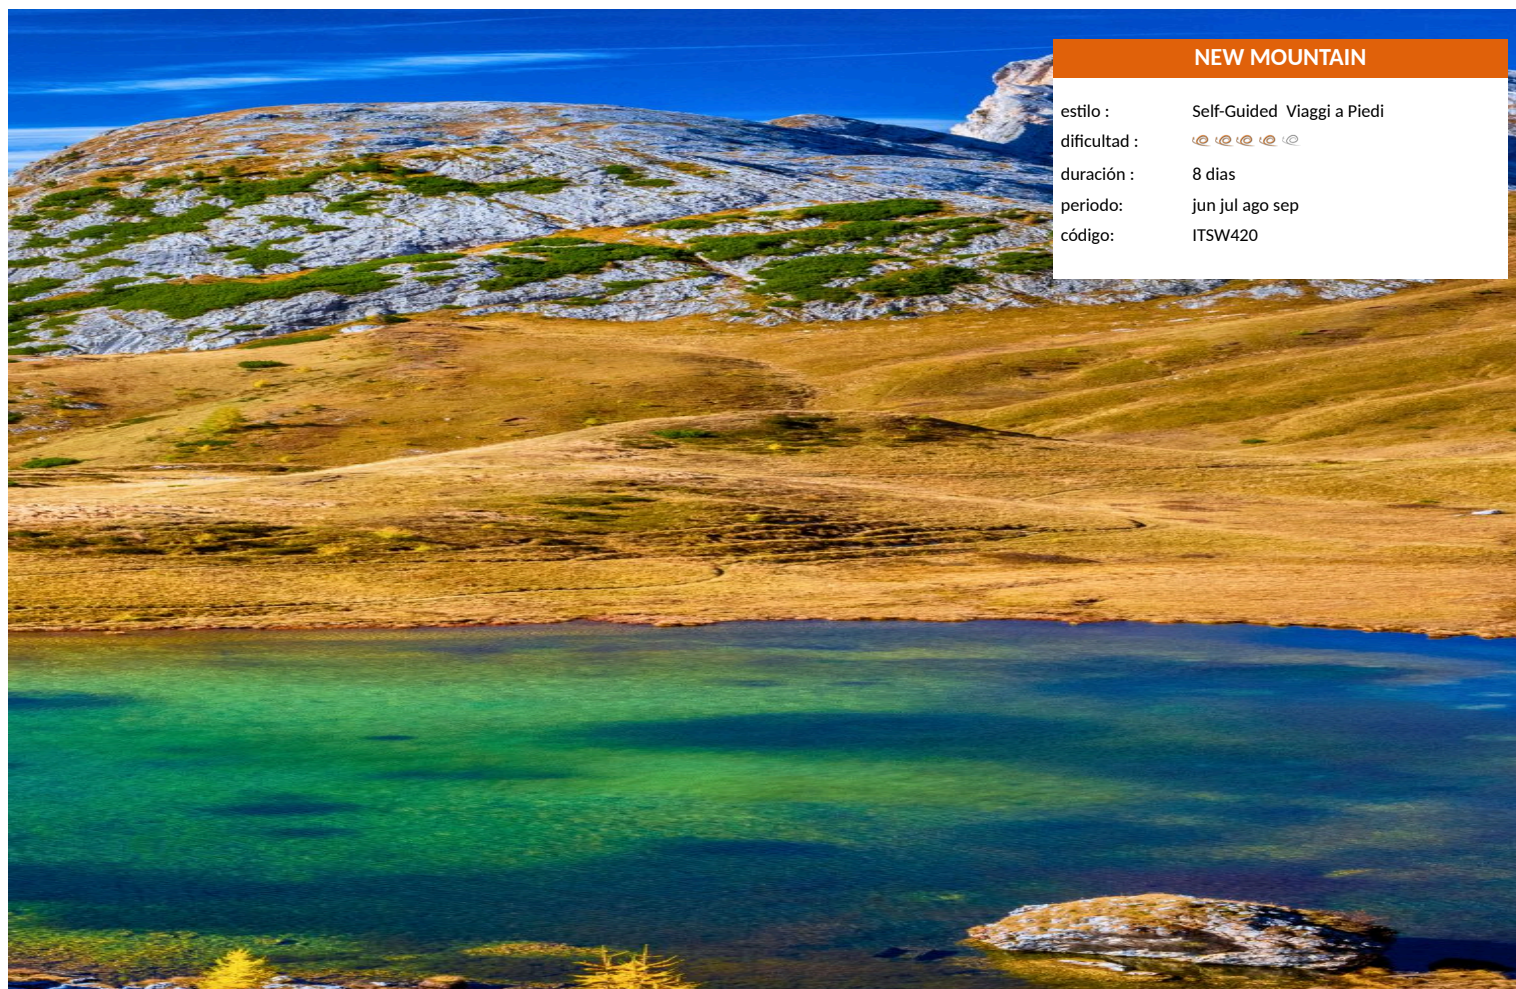 NEW MOUNTAIN
estilo : Self-Guided Viaggi a Piedi
dificultad :
duración : 8 dias
periodo: jun jul ago sep
código: ITSW420